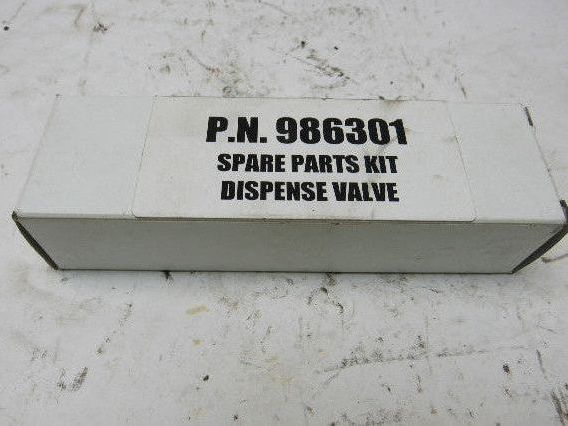 P.N. 986301
SPARE PARTS KIT
DISPENSE VALVE